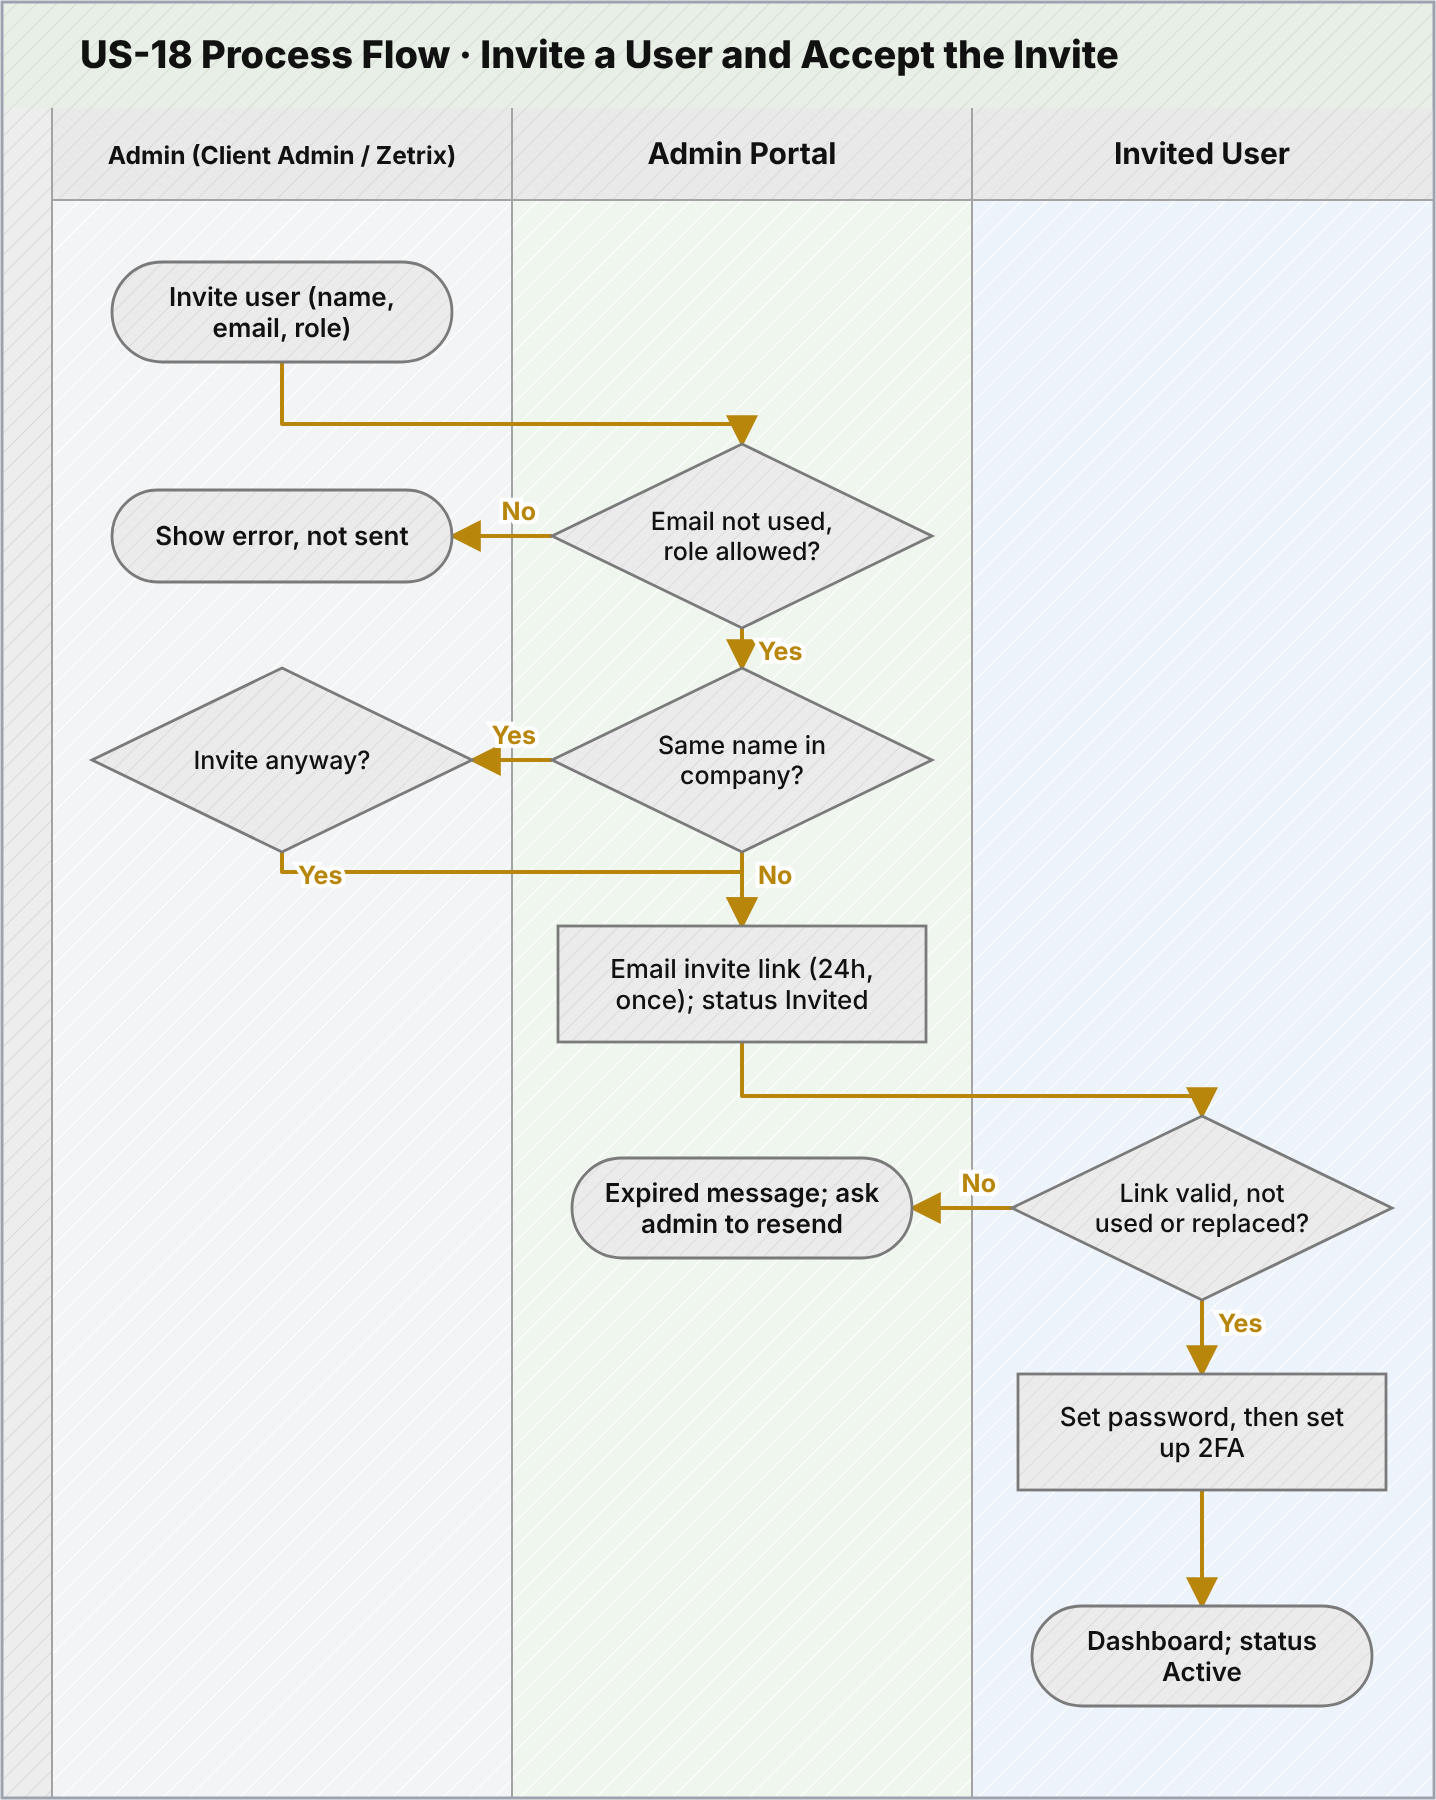 US-18 Process Flow · Invite a User and Accept the Invite
Admin (Client Admin / Zetrix)
Admin Portal
Invited User
Invite user (name,
email, role)
Email not used,
role allowed?
No
Show error, not sent
Yes
Same name in
company?
Yes
Invite anyway?
Yes
No
Email invite link (24h,
once); status Invited
Link valid, not
used or replaced?
No
Expired message; ask
admin to resend
Yes
Set password, then set
up 2FA
Dashboard; status
Active